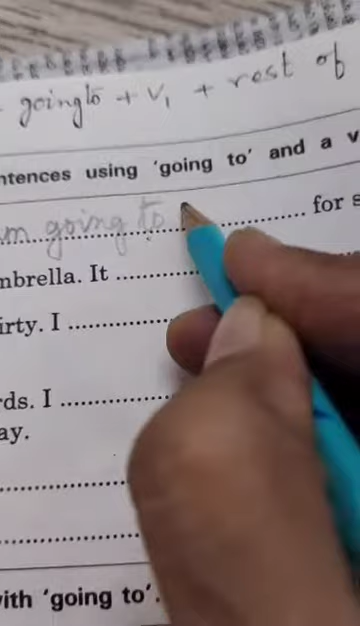 going to + V1 + rest of
ntences using 'going to' and a v
m going to .................... for s
mbrella. It ............
irty. I ................
rds. I ................
ay.
....................
....................
ith 'going to'.